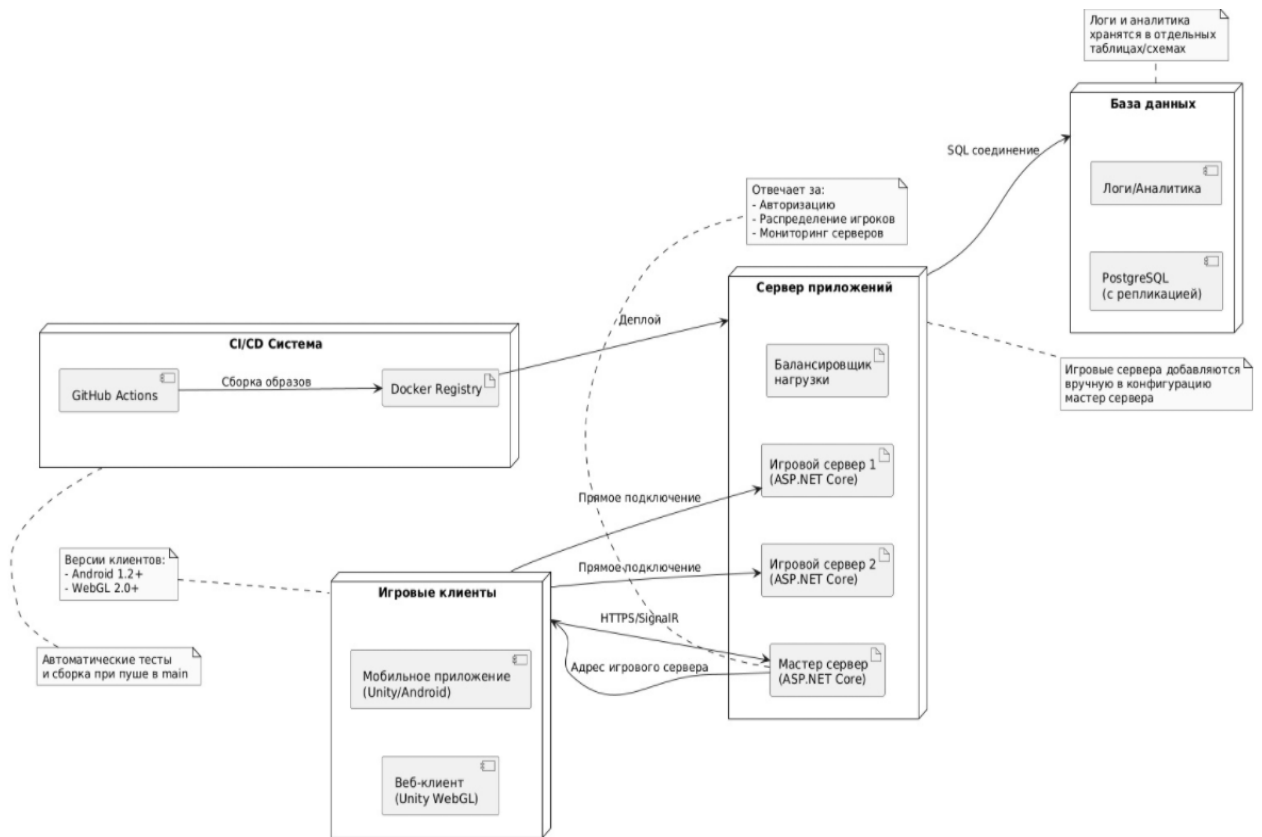 Логи и аналитика
хранятся в отдельных
таблицах/схемах
База данных
SQL соединение
Логи/Аналитика
PostgreSQL
(с репликацией)
Отвечает за:
- Авторизацию
- Распределение игроков
- Мониторинг серверов
Сервер приложений
Деплой
Балансировщик
нагрузки
Игровые сервера добавляются
вручную в конфигурацию
мастер сервера
CI/CD Система
GitHub Actions
Сборка образов
Docker Registry
Игровой сервер 1
(ASP.NET Core)
Прямое подключение
Игровой сервер 2
(ASP.NET Core)
Прямое подключение
Версии клиентов:
- Android 1.2+
- WebGL 2.0+
Игровые клиенты
HTTPS/SignalR
Адрес игрового сервера
Мастер сервер
(ASP.NET Core)
Автоматические тесты
и сборка при пуше в main
Мобильное приложение
(Unity/Android)
Веб-клиент
(Unity WebGL)